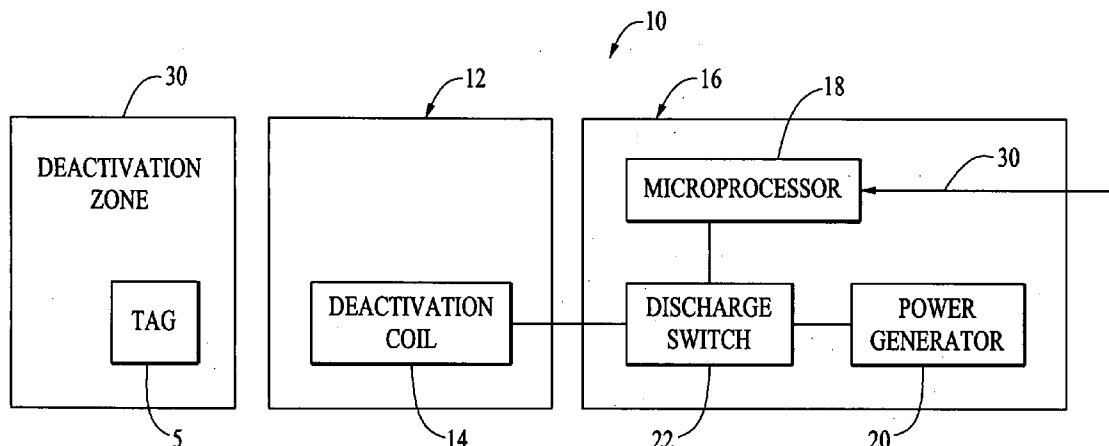 10
30
12
16
18
DEACTIVATION
ZONE
MICROPROCESSOR
30
TAG
DEACTIVATION
COIL
DISCHARGE
SWITCH
POWER
GENERATOR
5
14
22
20